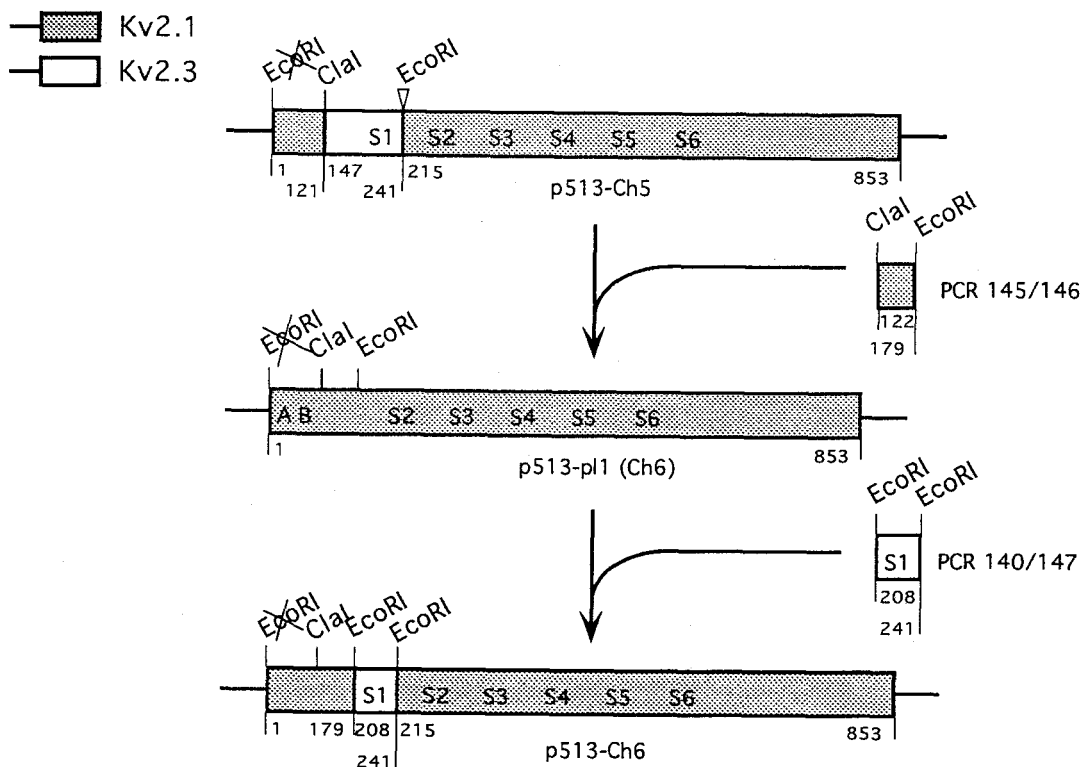 Kv2.1
Kv2.3
EcoRI
ClaI
EcoRI
S1 S2 S3 S4 S5 S6
1 147 215 853
121 241
p513-Ch5
ClaI
EcoRI
122
179
PCR 145/146
EcoRI
ClaI
EcoRI
A B S2 S3 S4 S5 S6
1 853
p513-pl1 (Ch6)
EcoRI
EcoRI
S1
208
241
PCR 140/147
EcoRI
ClaI
EcoRI
EcoRI
S1 S2 S3 S4 S5 S6
1 179 208 215 853
241
p513-Ch6